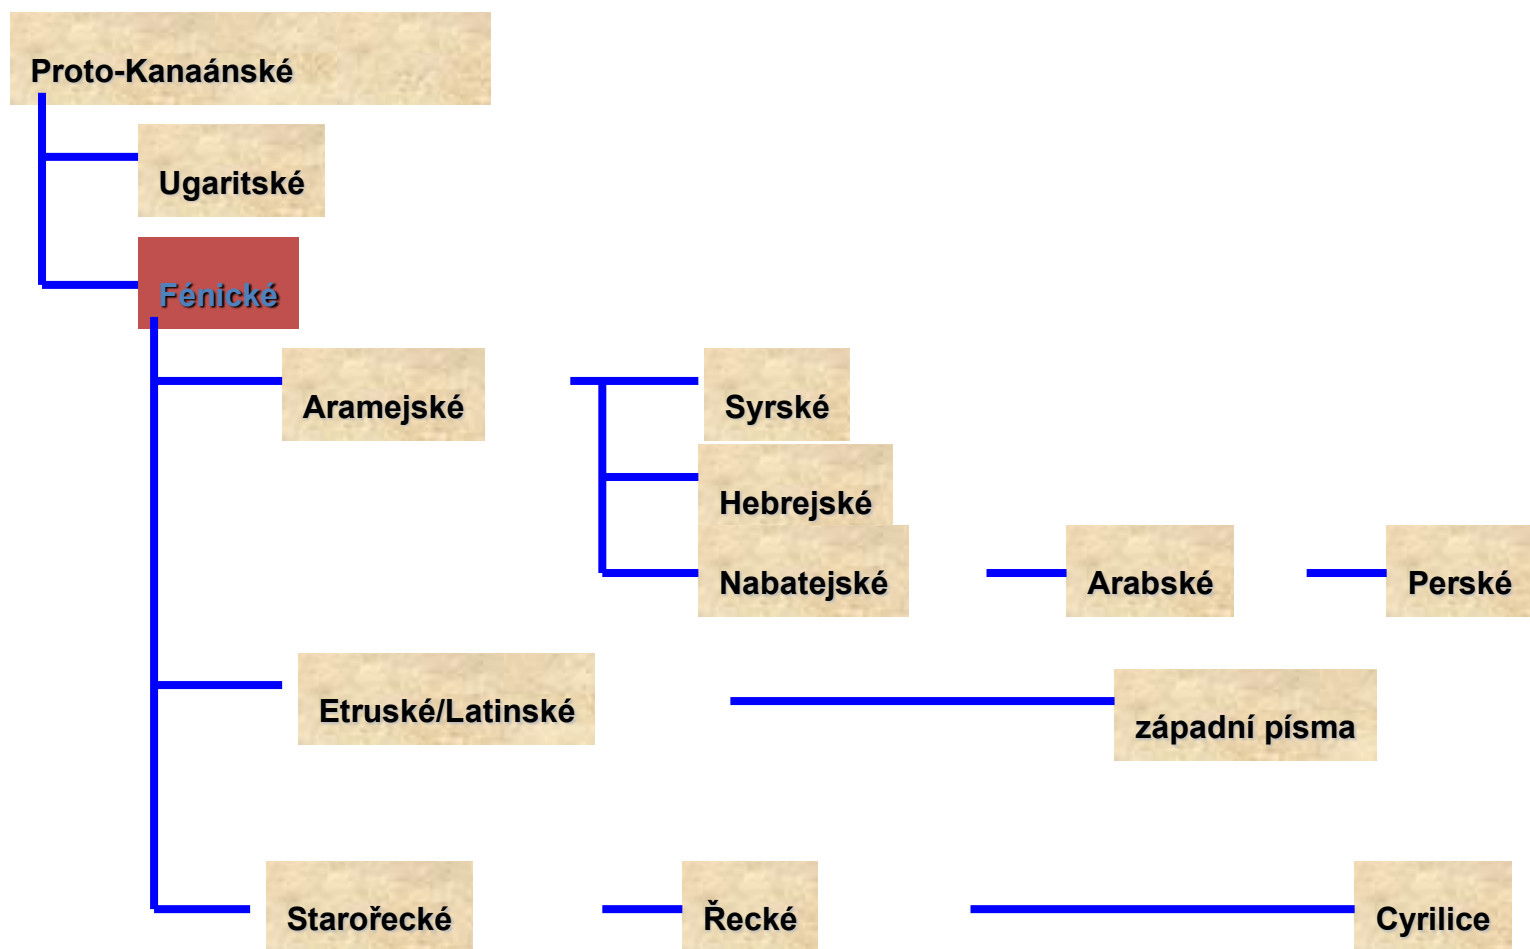 Proto-Kanaánské
Ugaritské
Fénické
Aramejské
Syrské
Hebrejské
Nabatejské
Arabské
Perské
Etruské/Latinské
západní písma
Starořecké
Řecké
Cyrilice